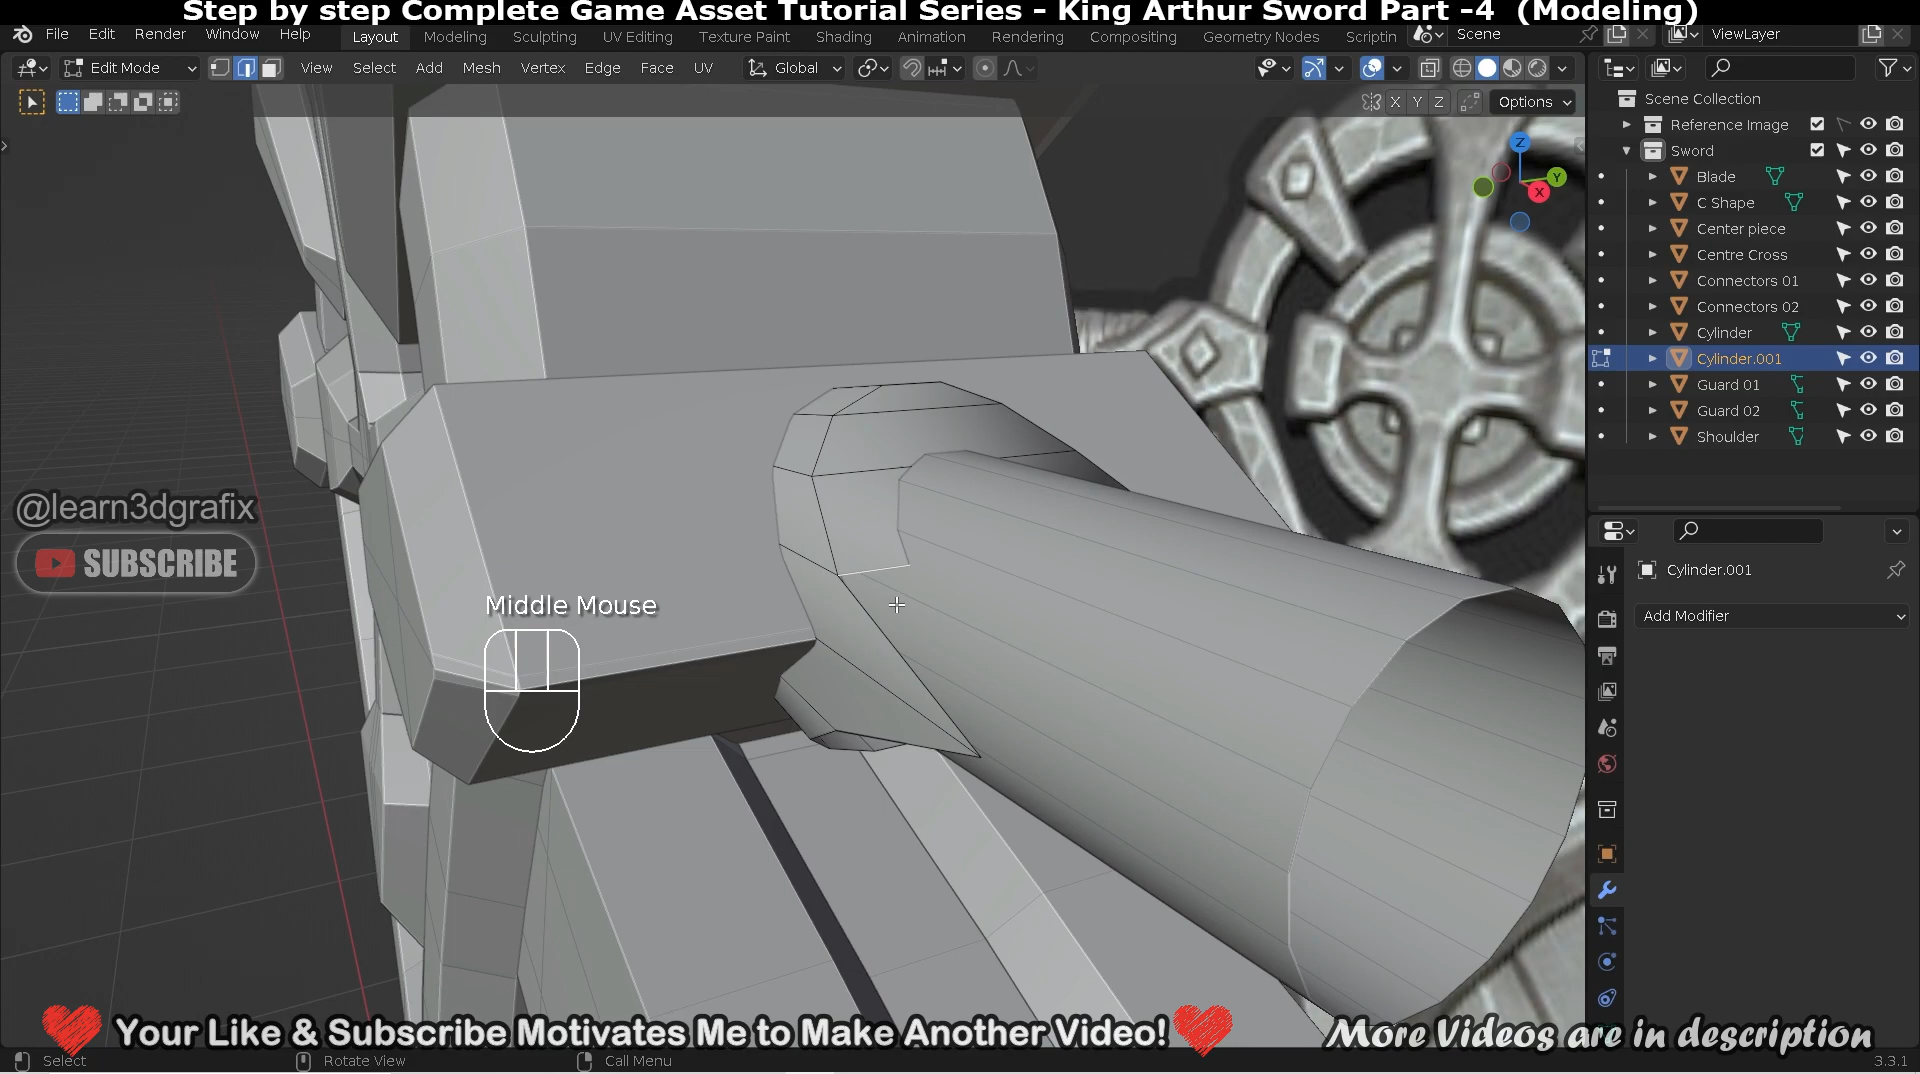 Step by step Complete Game Asset Tutorial Series - King Arthur Sword Part -4 (Modeling)
File Edit Render Window Help Layout Modeling Sculpting UV Editing Texture Paint Shading Animation Rendering Compositing Geometry Nodes Scriptin Scene ViewLayer
Edit Mode View Select Add Mesh Vertex Edge Face UV Global
X Y Z Options
Scene Collection
Reference Image
Sword
Blade
C Shape
Center piece
Centre Cross
Connectors 01
Connectors 02
Cylinder
Cylinder.001
Guard 01
Guard 02
Shoulder
Z
Y
X
@learn3dgrafix
SUBSCRIBE
Cylinder.001
Add Modifier
Middle Mouse
Your Like & Subscribe Motivates Me to Make Another Video!
More Videos are in description
Select Rotate View Call Menu 3.3.1